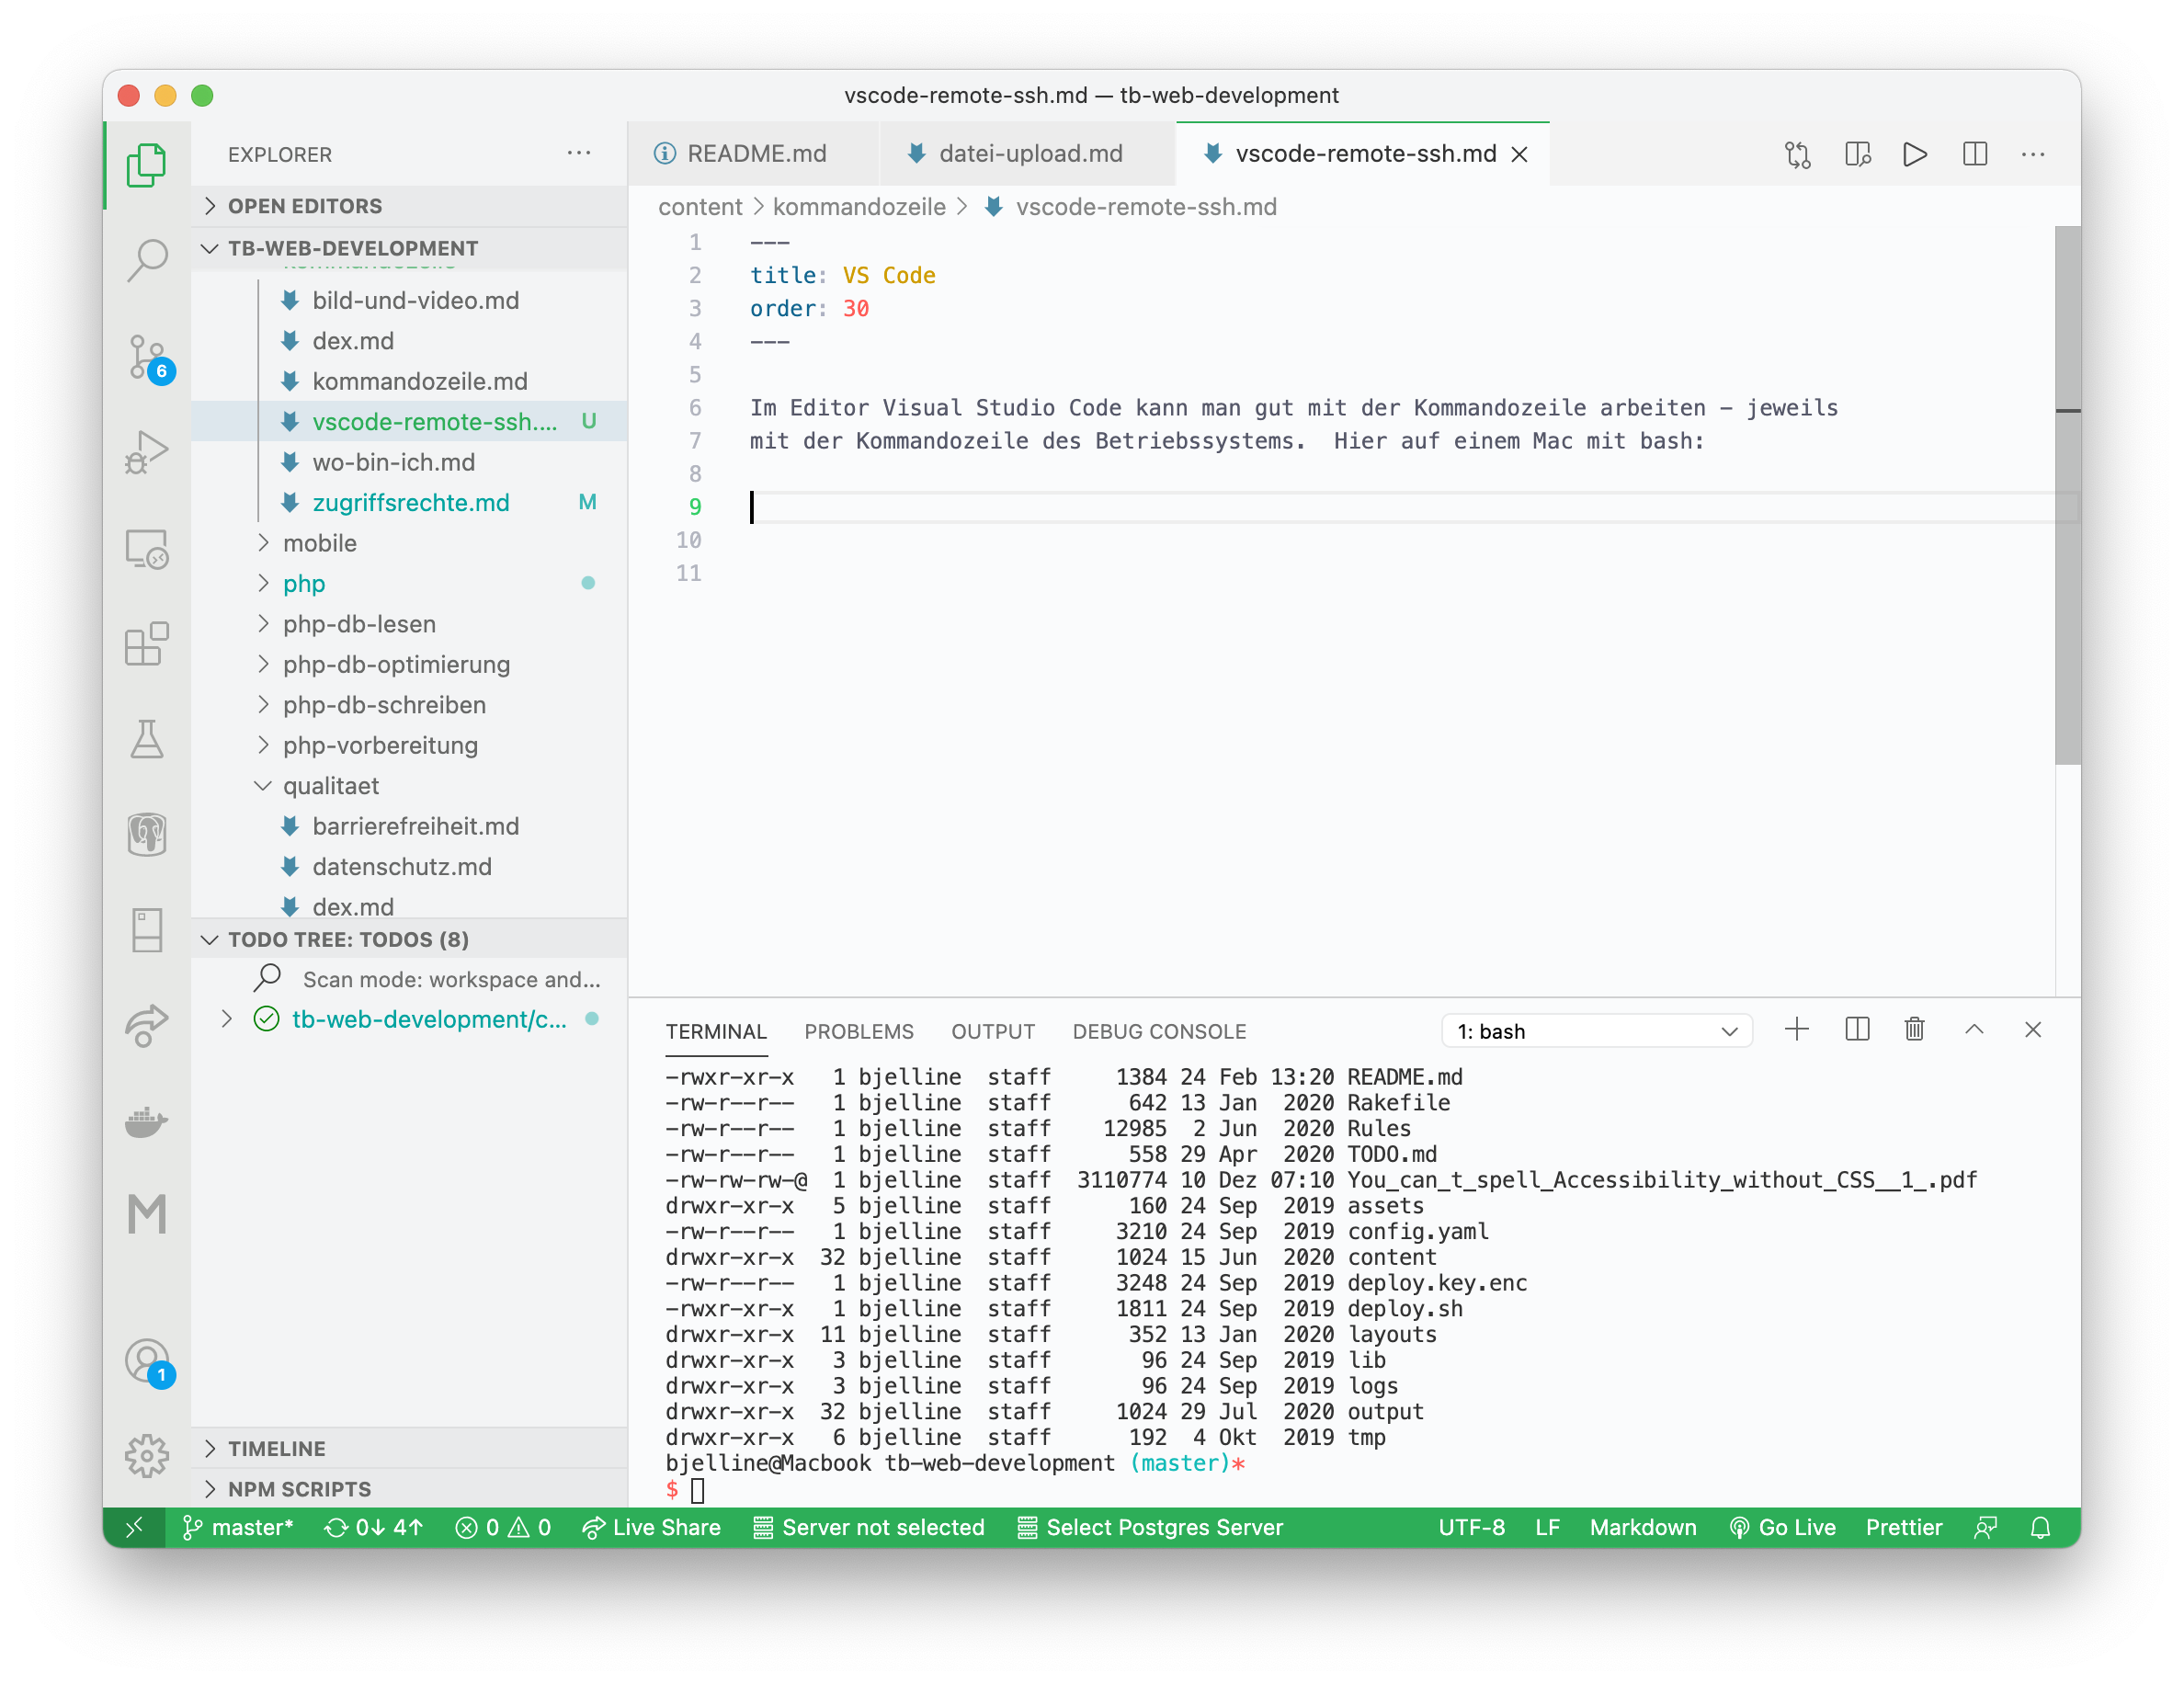 vscode-remote-ssh.md — tb-web-development
EXPLORER
OPEN EDITORS
TB-WEB-DEVELOPMENT
bild-und-video.md
dex.md
kommandozeile.md
vscode-remote-ssh.... U
wo-bin-ich.md
zugriffsrechte.md M
mobile
php
php-db-lesen
php-db-optimierung
php-db-schreiben
php-vorbereitung
qualitaet
barrierefreiheit.md
datenschutz.md
dex.md
TODO TREE: TODOS (8)
Scan mode: workspace and...
tb-web-development/c...
TIMELINE
NPM SCRIPTS
6
1
README.md datei-upload.md vscode-remote-ssh.md
content > kommandozeile > vscode-remote-ssh.md
1 ---
2 title: VS Code
3 order: 30
4 ---
5
6 Im Editor Visual Studio Code kann man gut mit der Kommandozeile arbeiten - jeweils
7 mit der Kommandozeile des Betriebssystems.  Hier auf einem Mac mit bash:
8
9
10
11
TERMINAL PROBLEMS OUTPUT DEBUG CONSOLE 1: bash
-rwxr-xr-x   1 bjelline  staff     1384 24 Feb 13:20 README.md
-rw-r--r--   1 bjelline  staff      642 13 Jan  2020 Rakefile
-rw-r--r--   1 bjelline  staff    12985  2 Jun  2020 Rules
-rw-r--r--   1 bjelline  staff      558 29 Apr  2020 TODO.md
-rw-rw-rw-@  1 bjelline  staff  3110774 10 Dez 07:10 You_can_t_spell_Accessibility_without_CSS__1_.pdf
drwxr-xr-x   5 bjelline  staff      160 24 Sep  2019 assets
-rw-r--r--   1 bjelline  staff     3210 24 Sep  2019 config.yaml
drwxr-xr-x  32 bjelline  staff     1024 15 Jun  2020 content
-rw-r--r--   1 bjelline  staff     3248 24 Sep  2019 deploy.key.enc
-rwxr-xr-x   1 bjelline  staff     1811 24 Sep  2019 deploy.sh
drwxr-xr-x  11 bjelline  staff      352 13 Jan  2020 layouts
drwxr-xr-x   3 bjelline  staff       96 24 Sep  2019 lib
drwxr-xr-x   3 bjelline  staff       96 24 Sep  2019 logs
drwxr-xr-x  32 bjelline  staff     1024 29 Jul  2020 output
drwxr-xr-x   6 bjelline  staff      192  4 Okt  2019 tmp
bjelline@Macbook tb-web-development (master)*
$
master* 0↓ 4↑ 0 0 Live Share Server not selected Select Postgres Server UTF-8 LF Markdown Go Live Prettier